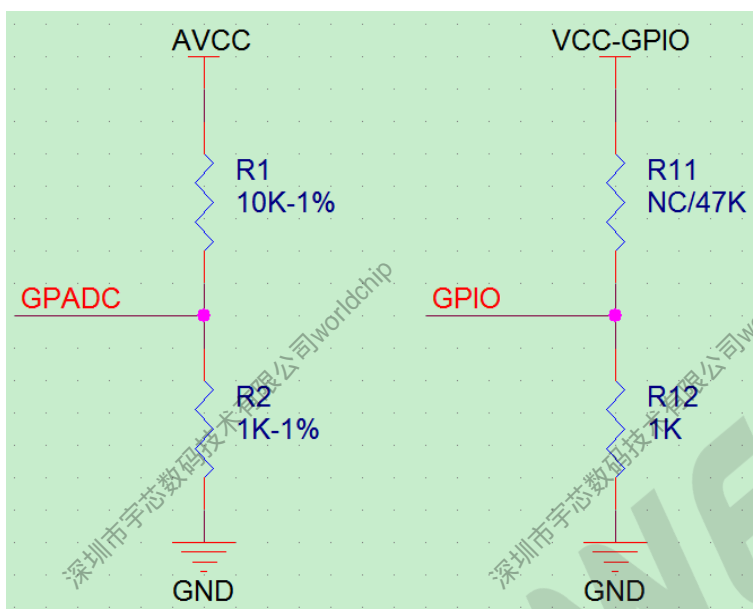 AVCC
VCC-GPIO
R1
10K-1%
R11
NC/47K
GPADC
GPIO
R2
1K-1%
R12
1K
GND
GND
深圳市宇芯数码技术有限公司worldchip
深圳市宇芯数码技术有限公司wo